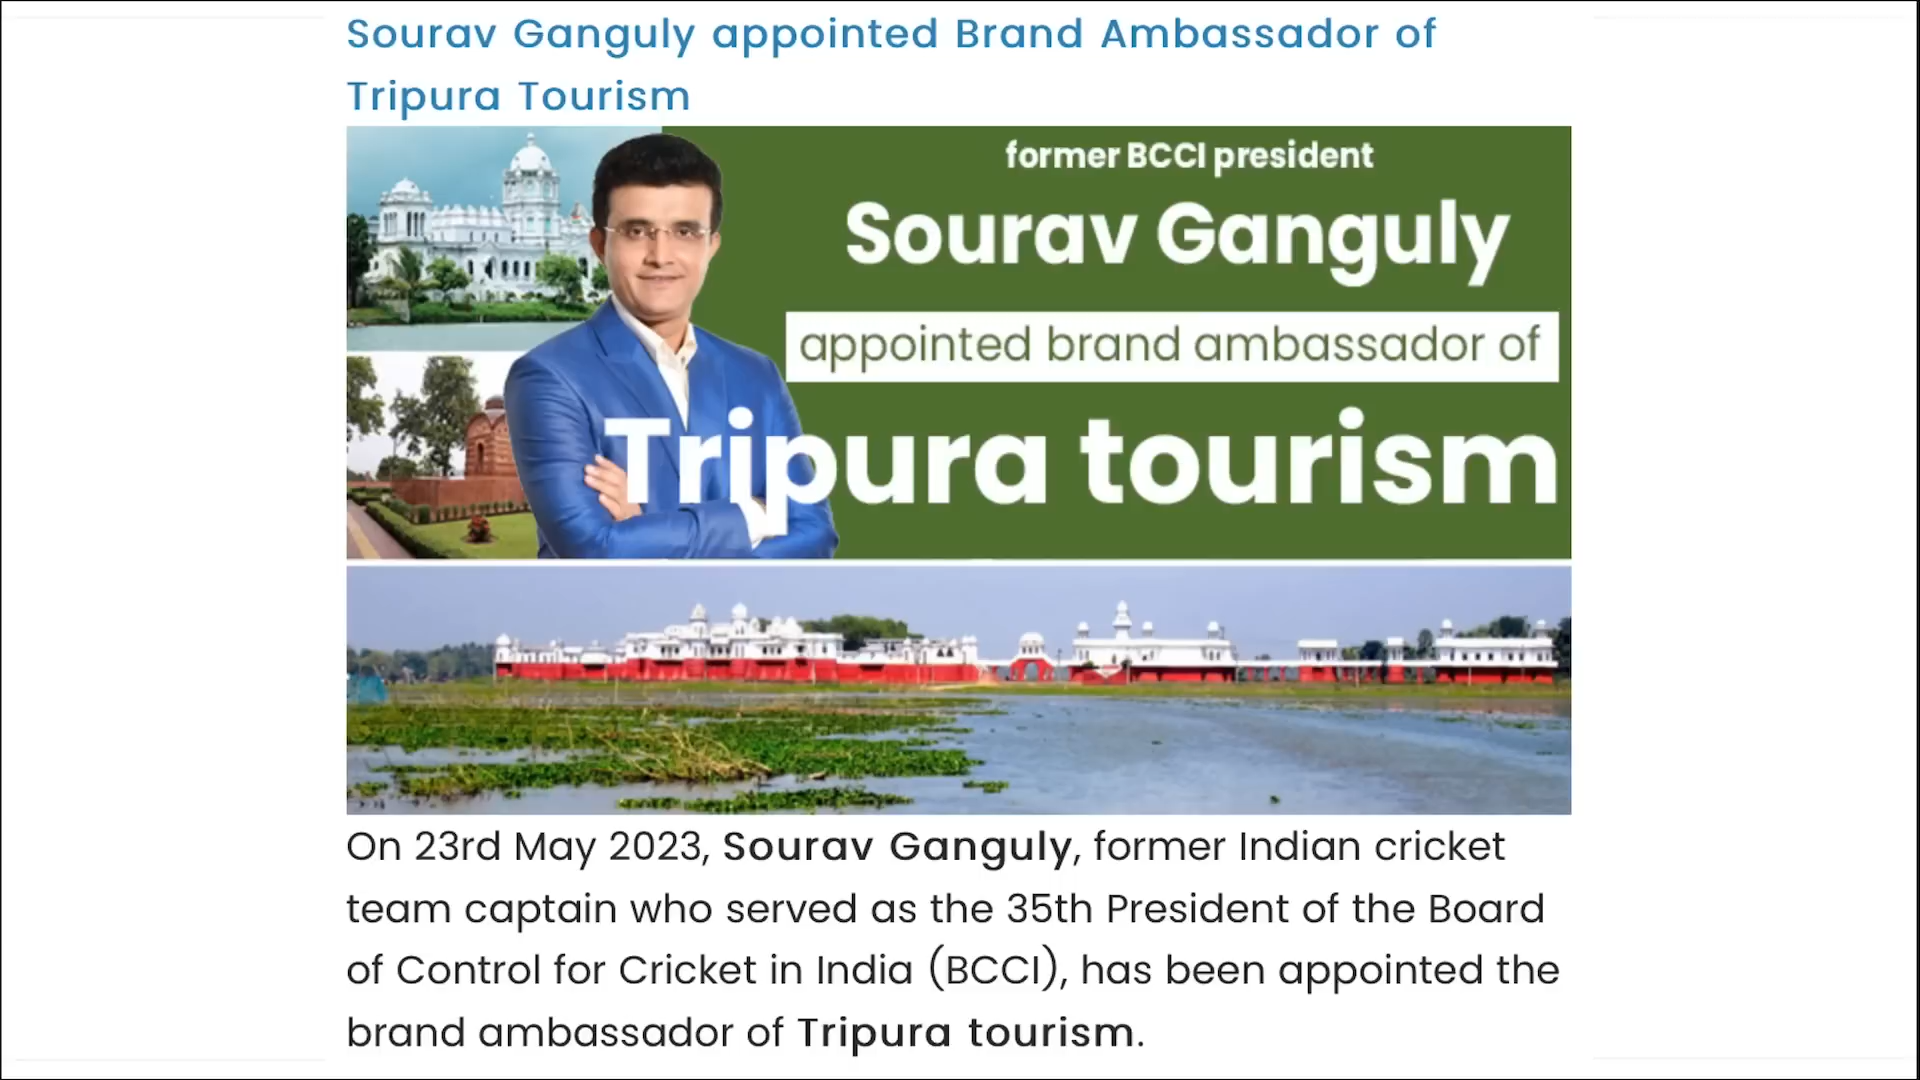 Sourav Ganguly appointed Brand Ambassador of
Tripura Tourism
former BCCI president
Sourav Ganguly
appointed brand ambassador of
Tripura tourism
On 23rd May 2023, Sourav Ganguly, former Indian cricket
team captain who served as the 35th President of the Board
of Control for Cricket in India (BCCI), has been appointed the
brand ambassador of Tripura tourism.